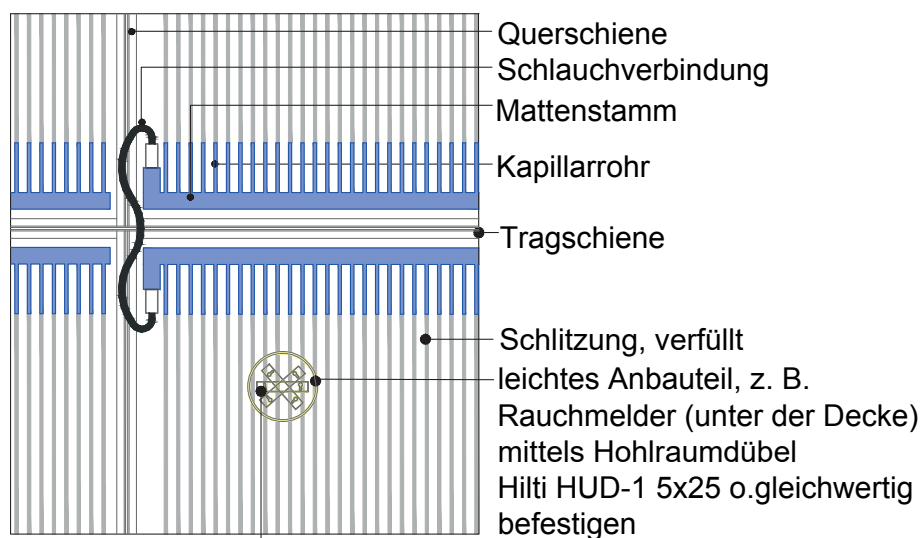 Querschiene
Schlauchverbindung
Mattenstamm
Kapillarrohr
Tragschiene
Schlitzung, verfüllt
leichtes Anbauteil, z. B.
Rauchmelder (unter der Decke)
mittels Hohlraumdübel
Hilti HUD-1 5x25 o.gleichwertig
befestigen